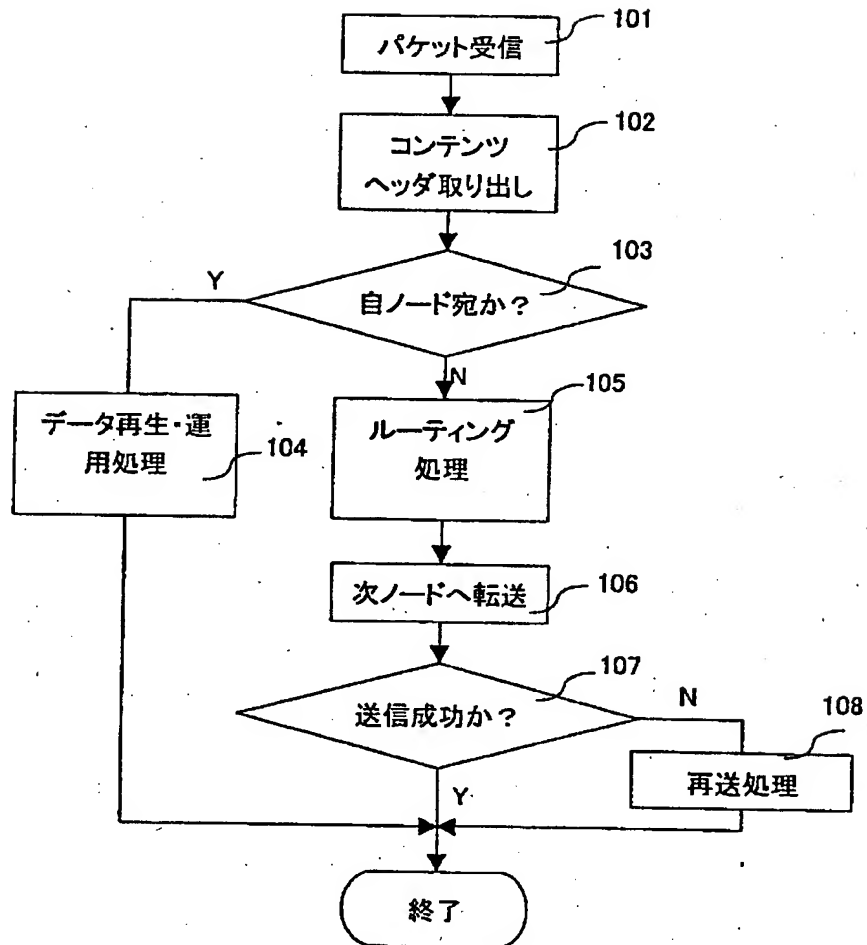 101
パケット受信
102
コンテンツ
ヘッダ取り出し
103
Y
自ノード宛か?
N
105
データ再生・運
用処理
104
ルーティング
処理
次ノードへ転送
106
107
送信成功か?
N
108
再送処理
Y
終了